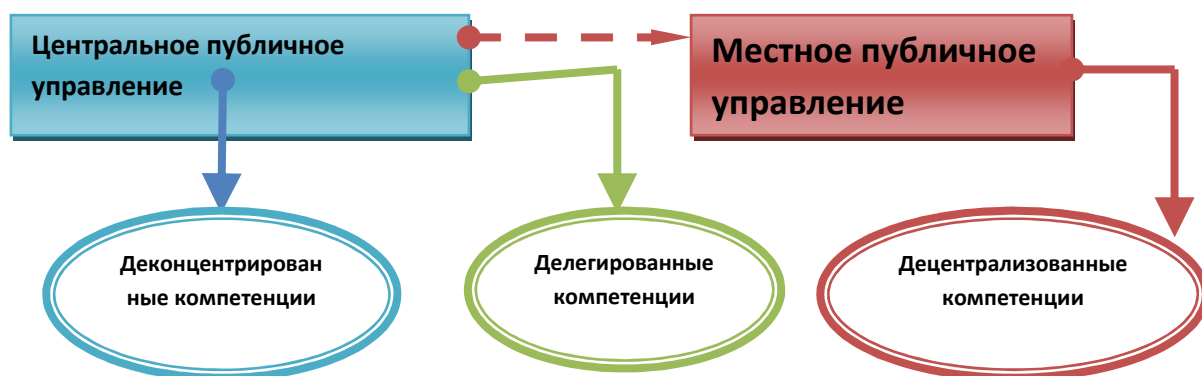 Центральное публичное
управление
Местное публичное
управление
Деконцентрирован
ные компетенции
Делегированные
компетенции
Децентрализованные
компетенции